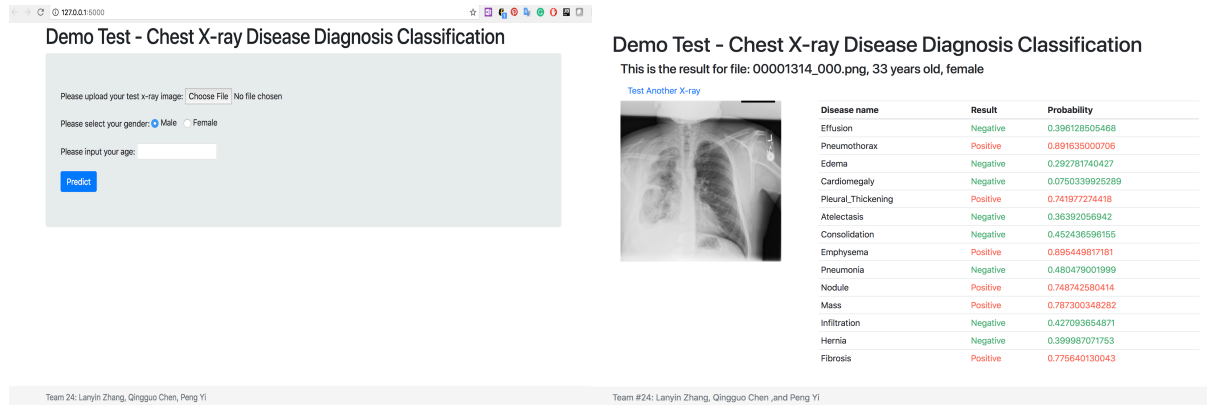 127.0.0.1:5000
Demo Test - Chest X-ray Disease Diagnosis Classification
Please upload your test x-ray image: Choose File No file chosen
Please select your gender: Male Female
Please input your age:
Predict
Team 24: Lanyin Zhang, Qingguo Chen, Peng Yi
Demo Test - Chest X-ray Disease Diagnosis Classification
This is the result for file: 00001314_000.png, 33 years old, female
Test Another X-ray
Disease name Result Probability
Effusion Negative 0.396128505468
Pneumothorax Positive 0.891635000706
Edema Negative 0.292781740427
Cardiomegaly Negative 0.0750339925289
Pleural_Thickening Positive 0.741977274418
Atelectasis Negative 0.36392056942
Consolidation Negative 0.452436596155
Emphysema Positive 0.895449817181
Pneumonia Negative 0.480479001999
Nodule Positive 0.748742580414
Mass Positive 0.787300348282
Infiltration Negative 0.427093654871
Hernia Negative 0.399987071753
Fibrosis Positive 0.775640130043
Team #24: Lanyin Zhang, Qingguo Chen ,and Peng Yi